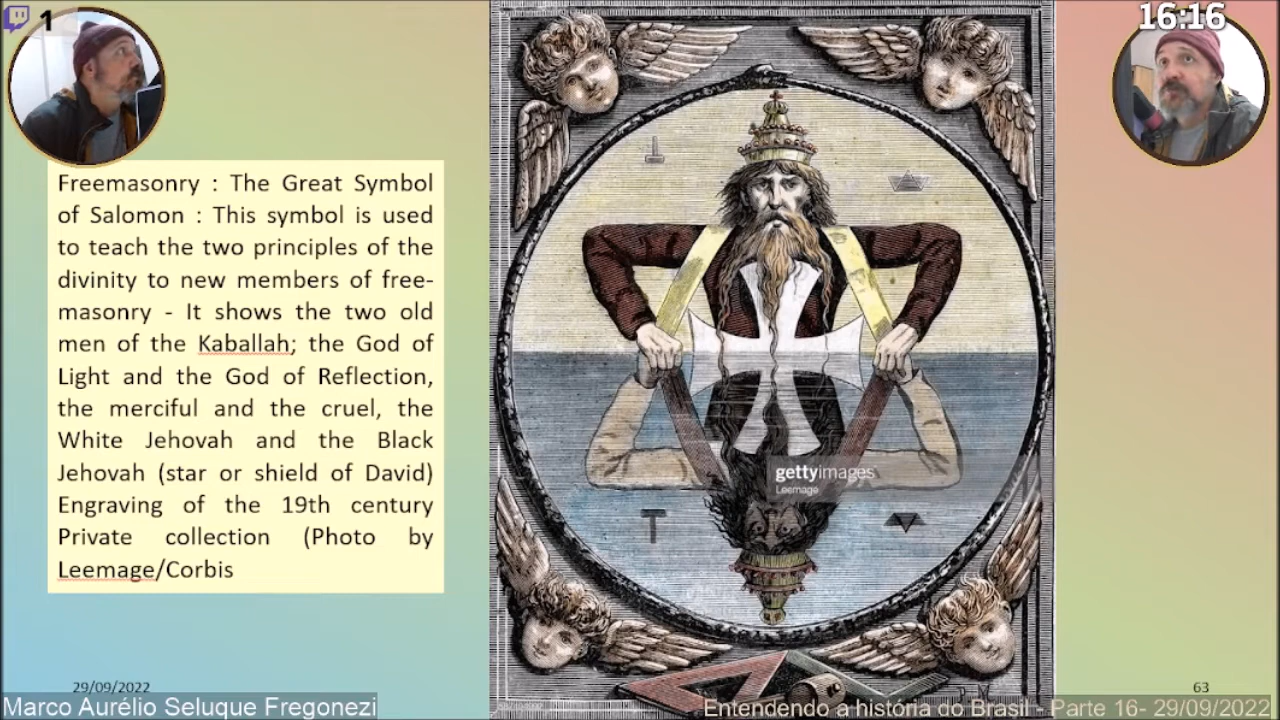 1
16:16
Freemasonry : The Great Symbol
of Salomon : This symbol is used
to teach the two principles of the
divinity to new members of free-
masonry - It shows the two old
men of the Kaballah; the God of
Light and the God of Reflection,
the merciful and the cruel, the
White Jehovah and the Black
Jehovah (star or shield of David)
Engraving of the 19th century
Private collection (Photo by
Leemage/Corbis
gettyimages
Leemage
29/09/2022
63
Marco Aurélio Seluque Fregonezi
Entendendo a história do Brasil - Parte 16- 29/09/2022